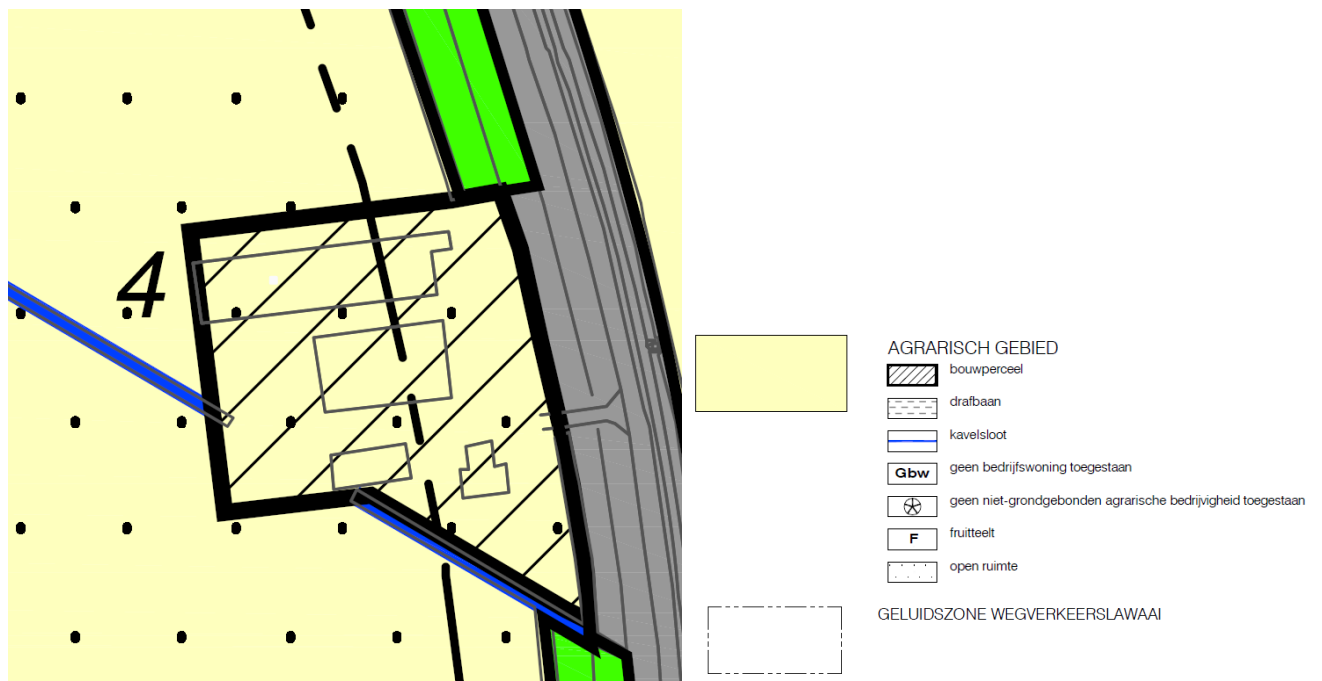 4
AGRARISCH GEBIED
bouwperceel
drafbaan
kavelsloot
Gbw geen bedrijfswoning toegestaan
geen niet-grondgebonden agrarische bedrijvigheid toegestaan
F fruitteelt
open ruimte
GELUIDSZONE WEGVERKEERSLAWAAI